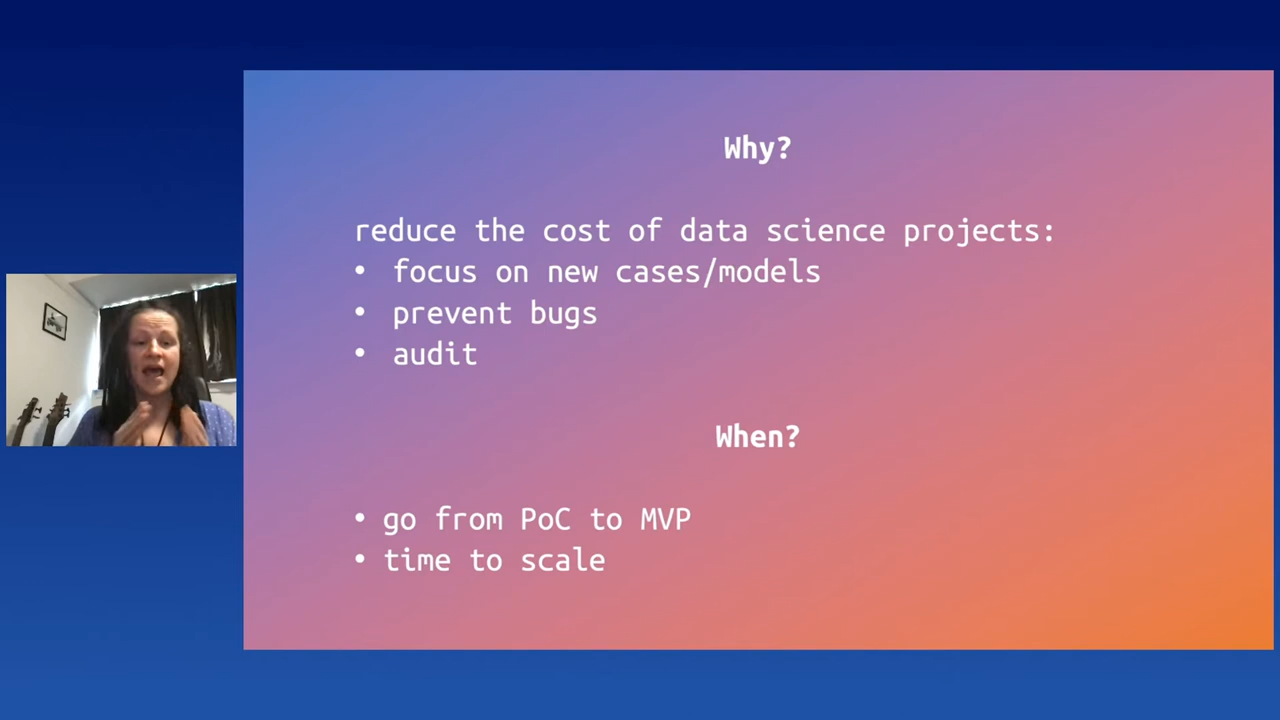 Why?
reduce the cost of data science projects:
• focus on new cases/models
• prevent bugs
• audit
When?
• go from PoC to MVP
• time to scale